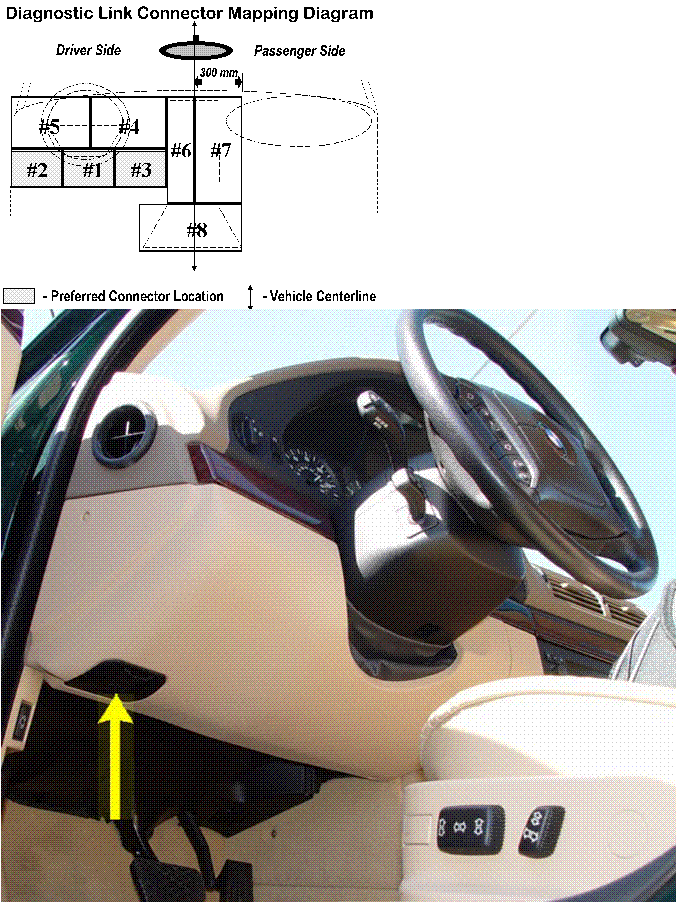 Diagnostic Link Connector Mapping Diagram
Driver Side
Passenger Side
300 mm
#5 #4
#6 #7
#2 #1 #3
#8
- Preferred Connector Location
- Vehicle Centerline